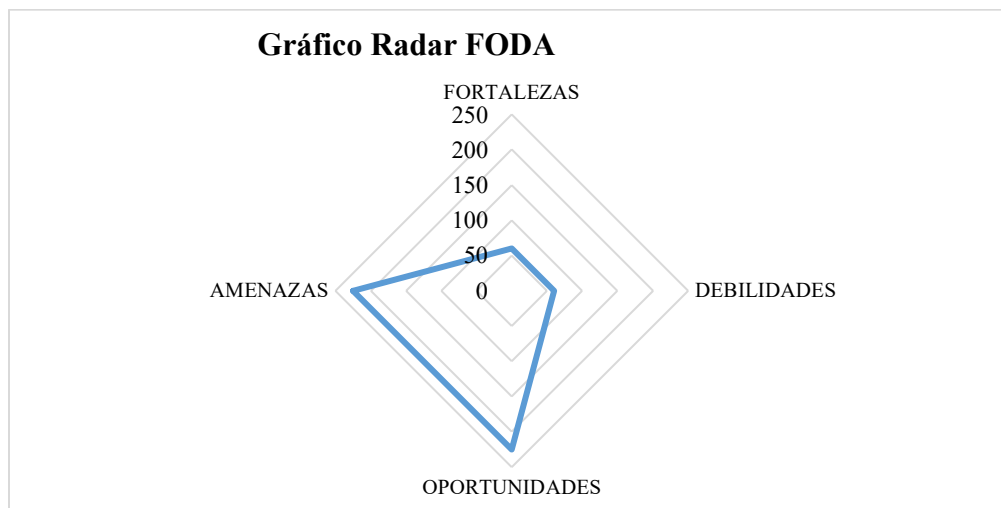 Gráfico Radar FODA
FORTALEZAS
250
200
150
100
50
0
AMENAZAS
DEBILIDADES
OPORTUNIDADES